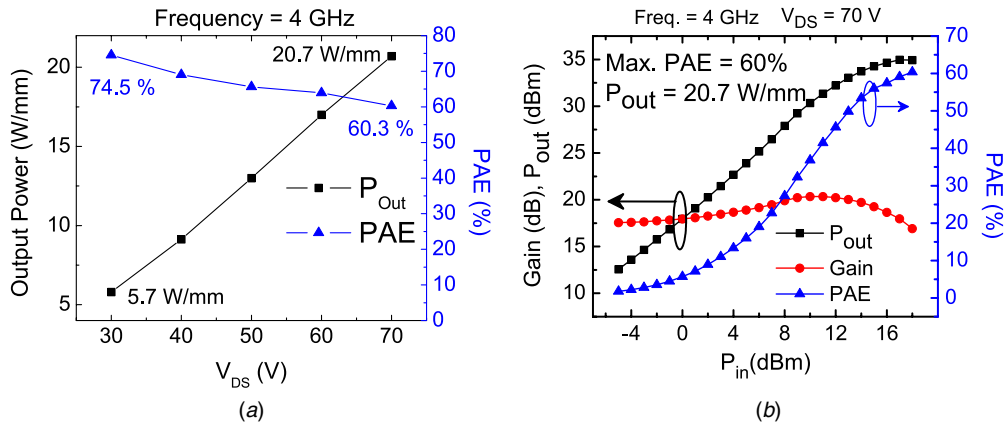 Frequency = 4 GHz
Output Power (W/mm)
20
15
10
5
80
70
60
50
40
30
20
10
0
PAE (%)
20.7 W/mm
74.5 %
60.3 %
P_Out
PAE
5.7 W/mm
30 40 50 60 70
V_DS (V)
(a)
Freq. = 4 GHz V_DS = 70 V
Gain (dB), P_out (dBm)
35
30
25
20
15
10
70
60
50
40
30
20
10
0
PAE (%)
Max. PAE = 60%
P_out = 20.7 W/mm
P_out
Gain
PAE
-4 0 4 8 12 16
P_in(dBm)
(b)